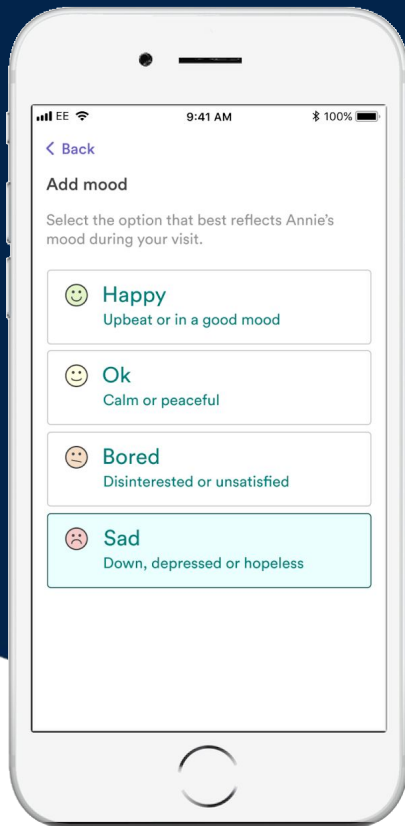 EE 9:41 AM 100%
Back
Add mood
Select the option that best reflects Annie's
mood during your visit.
Happy
Upbeat or in a good mood
Ok
Calm or peaceful
Bored
Disinterested or unsatisfied
Sad
Down, depressed or hopeless